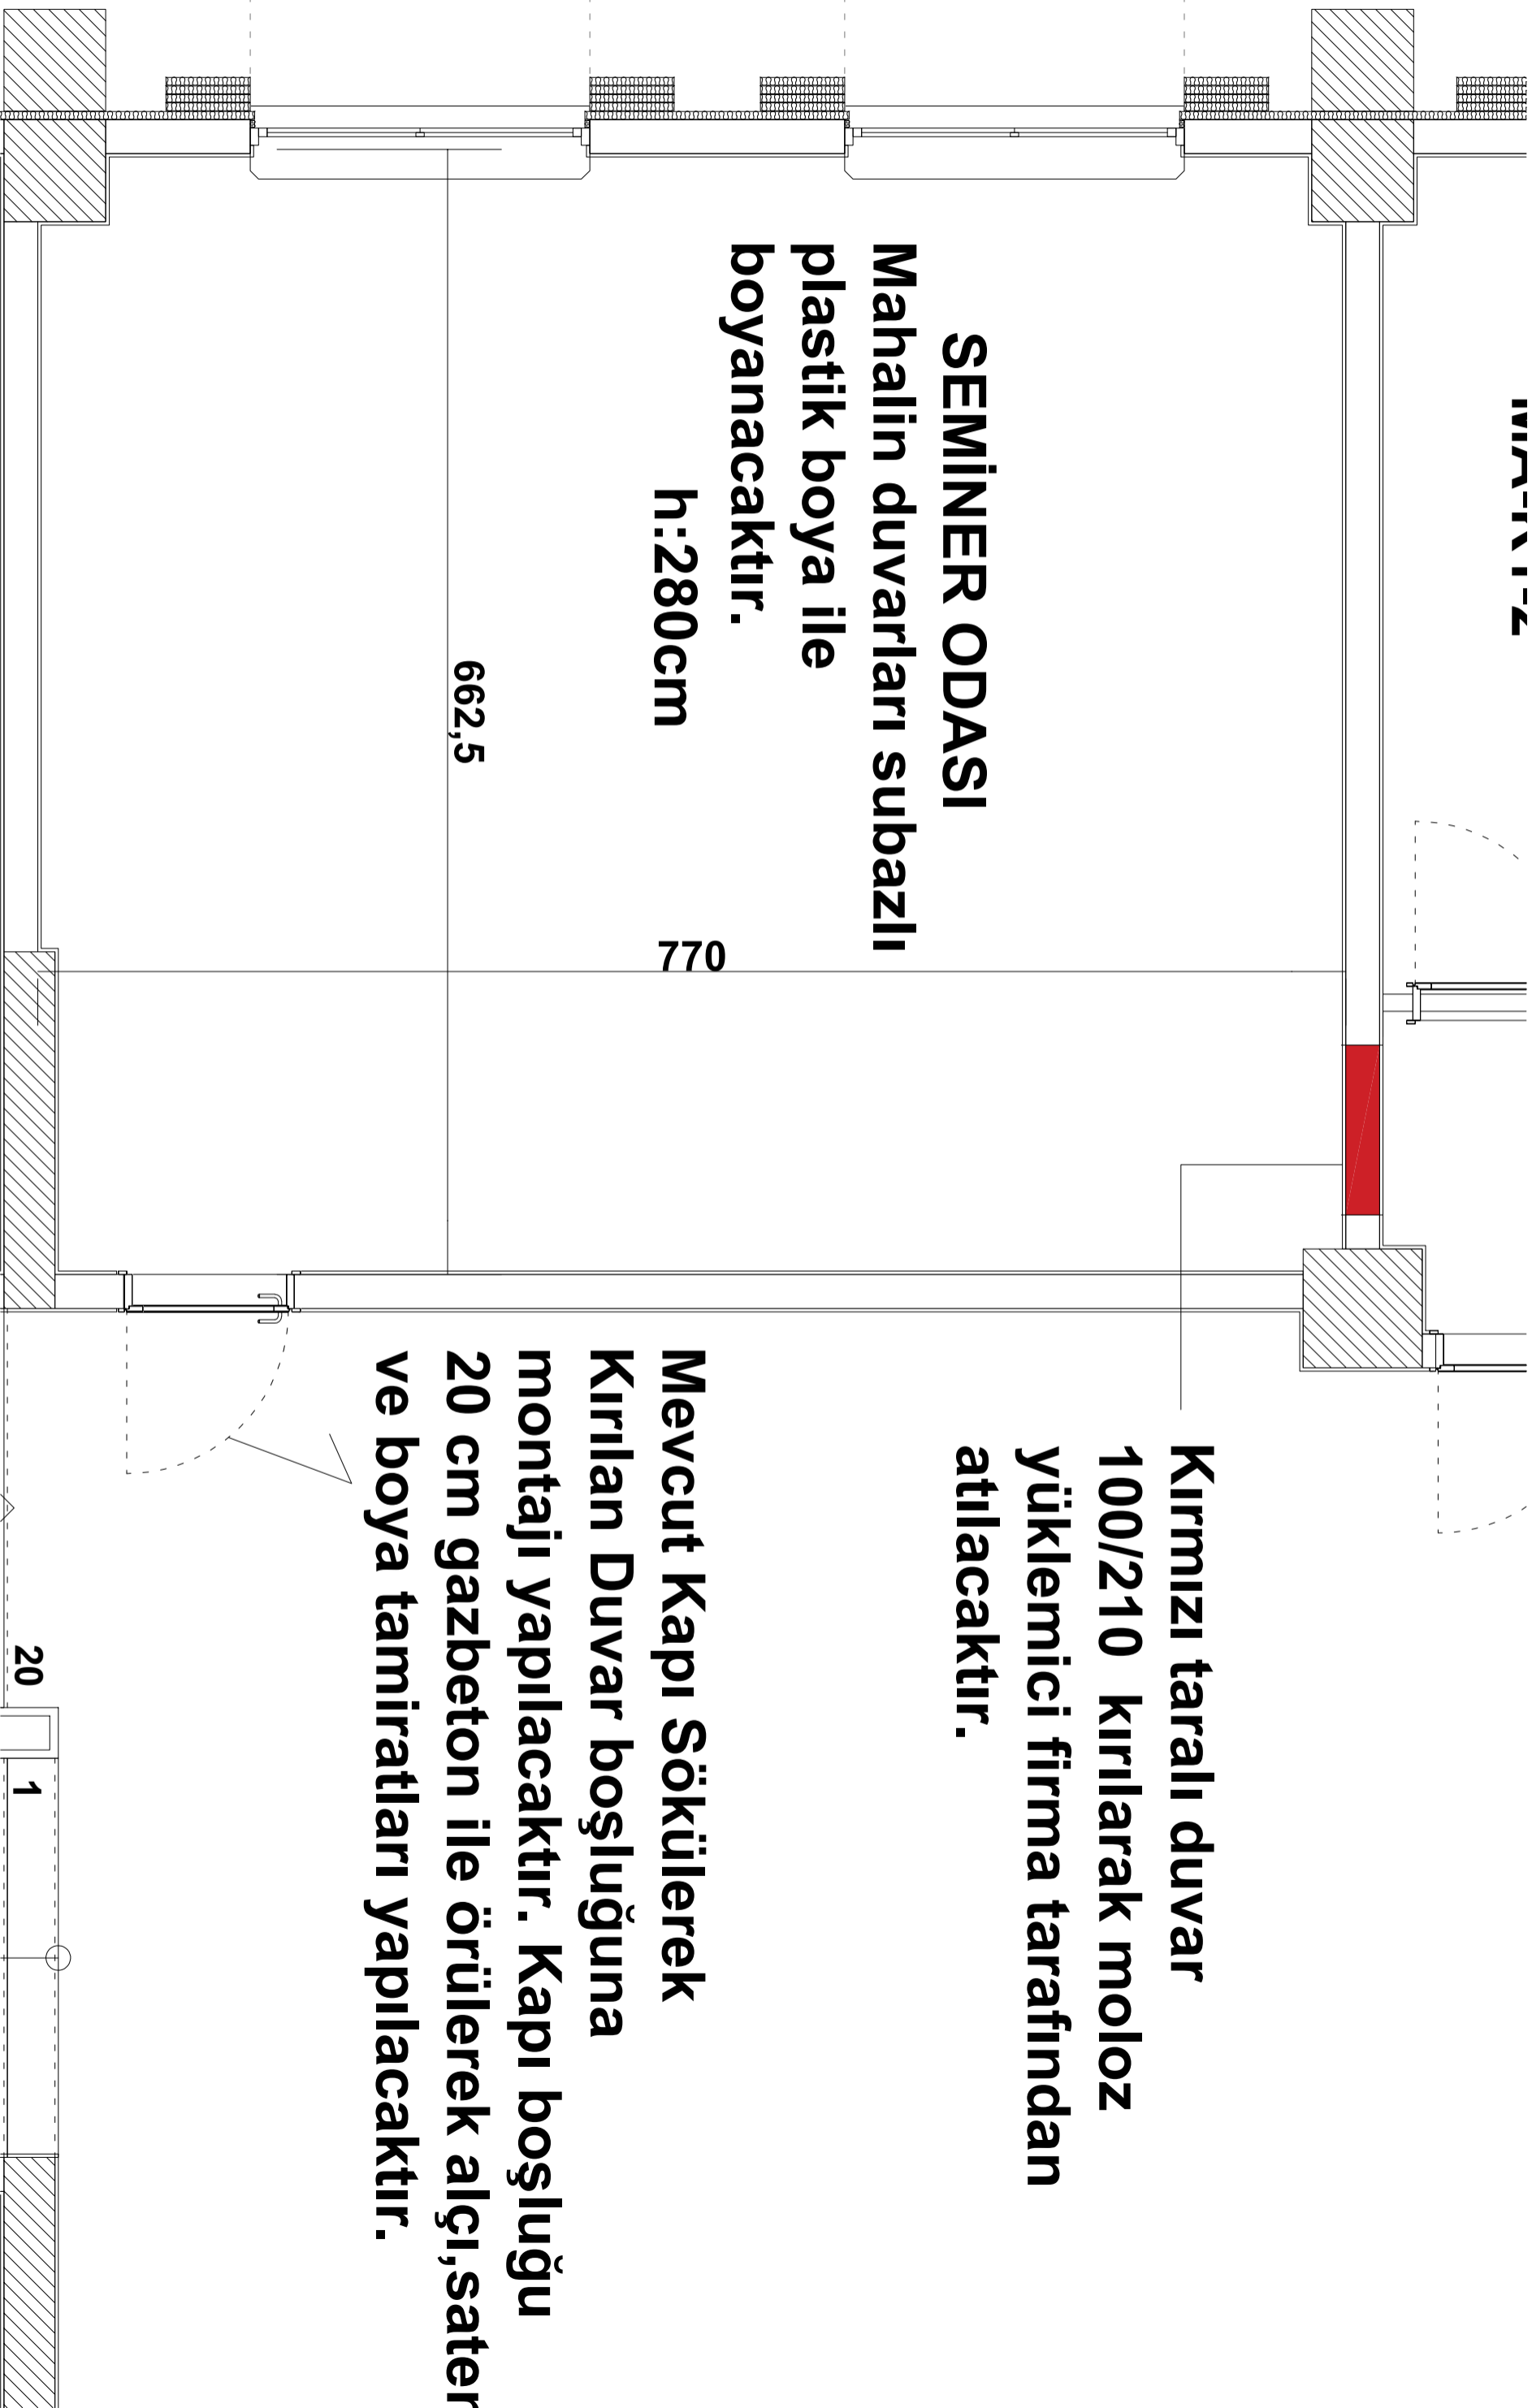 SEMİNER ODASI
Mahalin duvarları subazlı
plastik boya ile
boyanacaktır.
h:280cm
662,5
770
Kırmızı taralı duvar
100/210 kırılarak moloz
yüklemici firma tarafından
atılacaktır.
Mevcut Kapı Sökülerek
Kırılan Duvar boşluğuna
montajı yapılacaktır. Kapı boşluğu
20 cm gazbeton ile örülerek alçı,saten
ve boya tamiratları yapılacaktır.
20
1